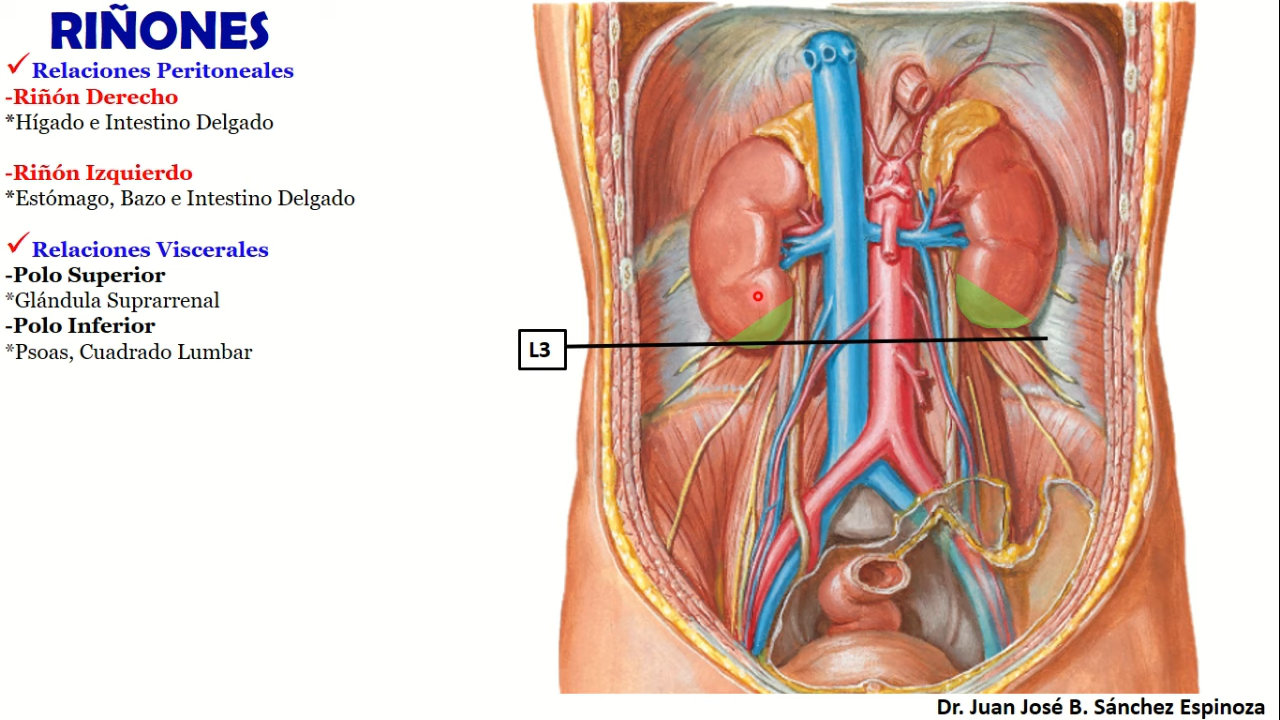 RIÑONES
Relaciones Peritoneales
-Riñón Derecho
*Hígado e Intestino Delgado
-Riñón Izquierdo
*Estómago, Bazo e Intestino Delgado
Relaciones Viscerales
-Polo Superior
*Glándula Suprarrenal
-Polo Inferior
*Psoas, Cuadrado Lumbar
L3
Dr. Juan José B. Sánchez Espinoza